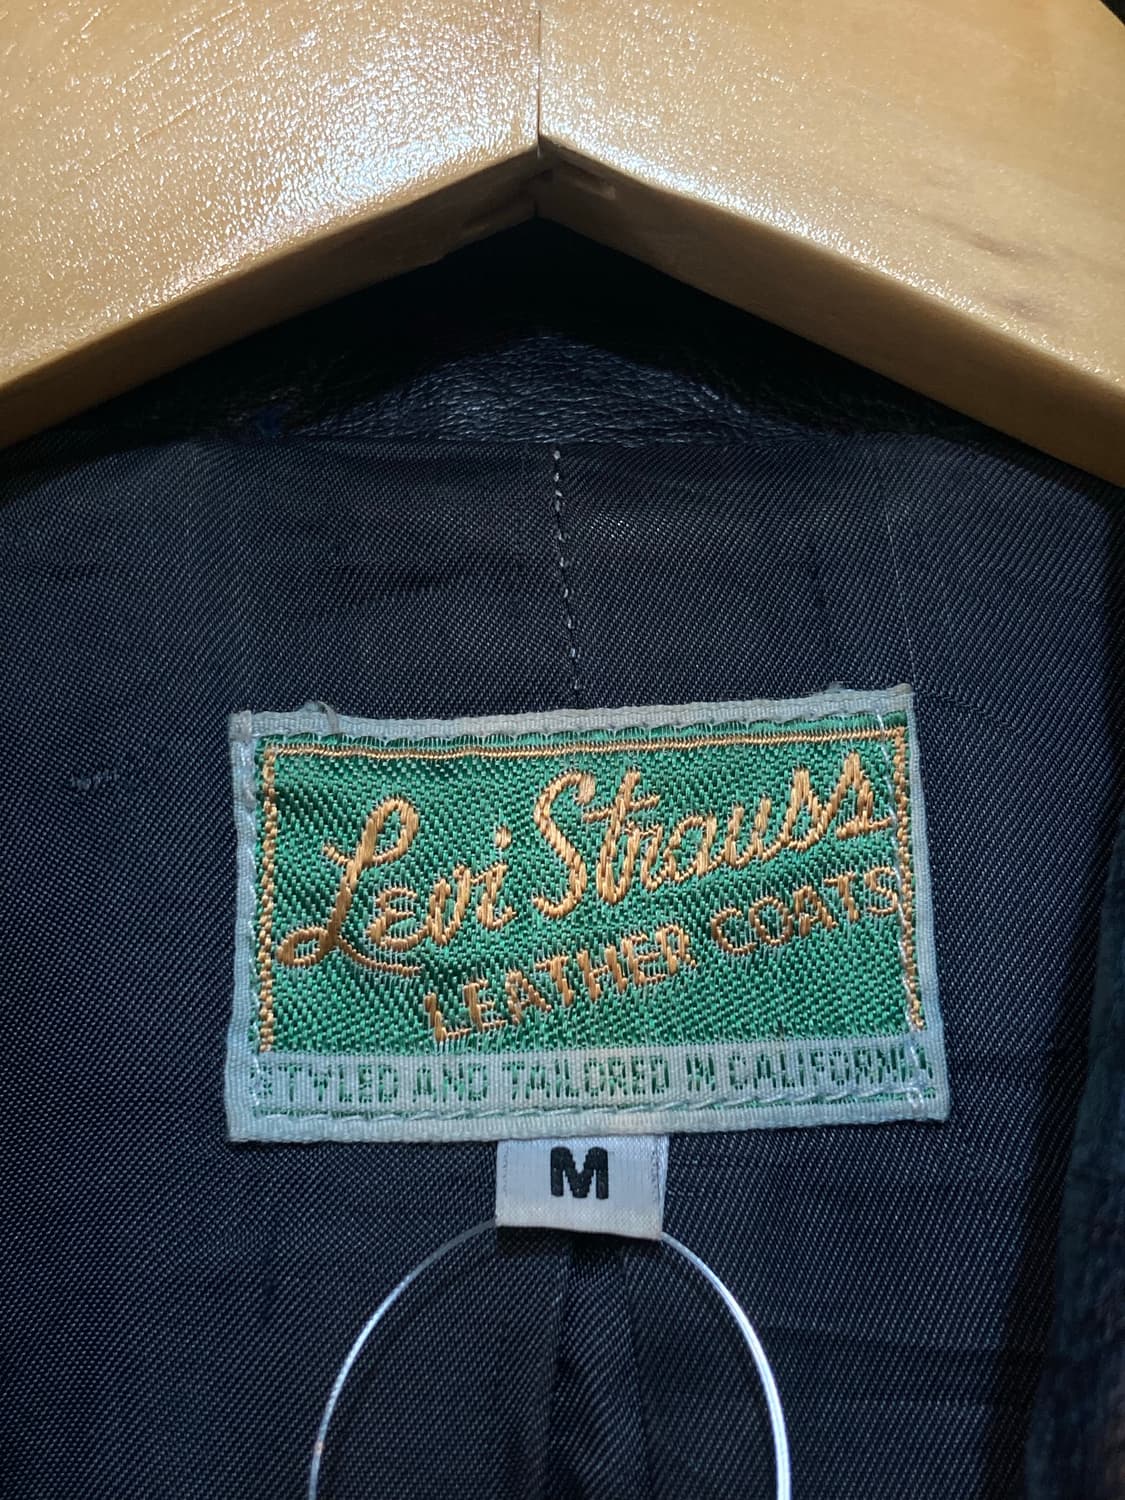 Levi Strauss
LEATHER COATS
STYLED AND TAILORED IN CALIFORNIA
M